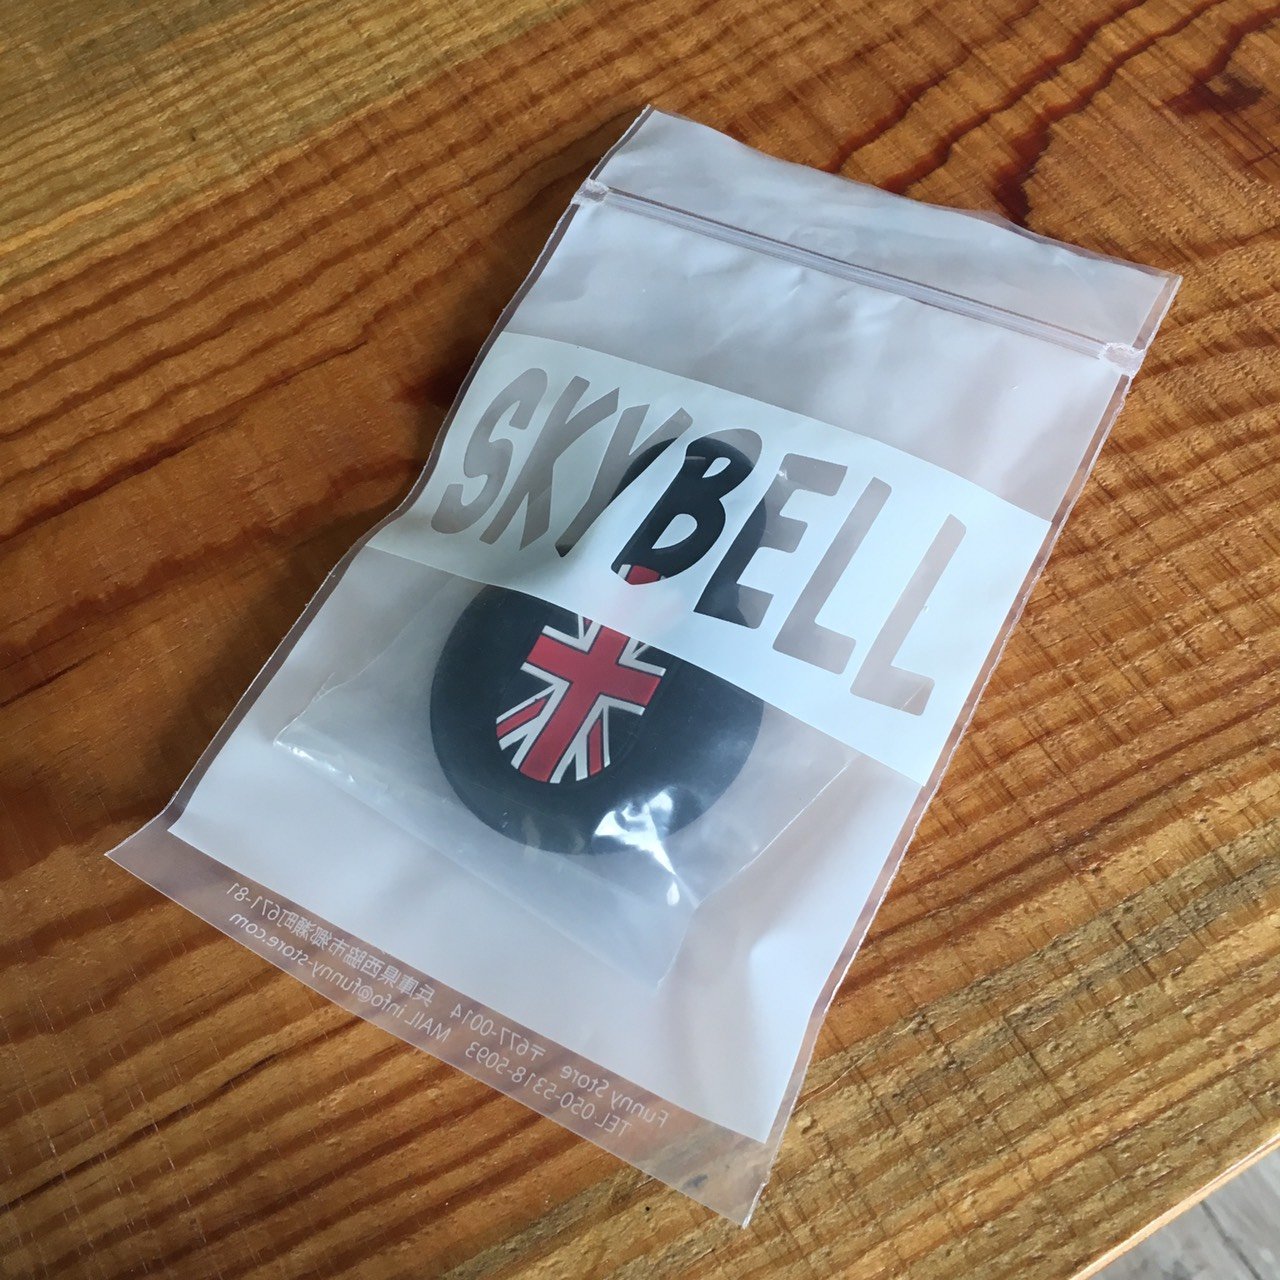 SKYBELL
Funny Store 〒677-0014 兵庫県西脇市郷瀬町671-81
TEL.050-5318-5093 MAIL.info@funny-store.com